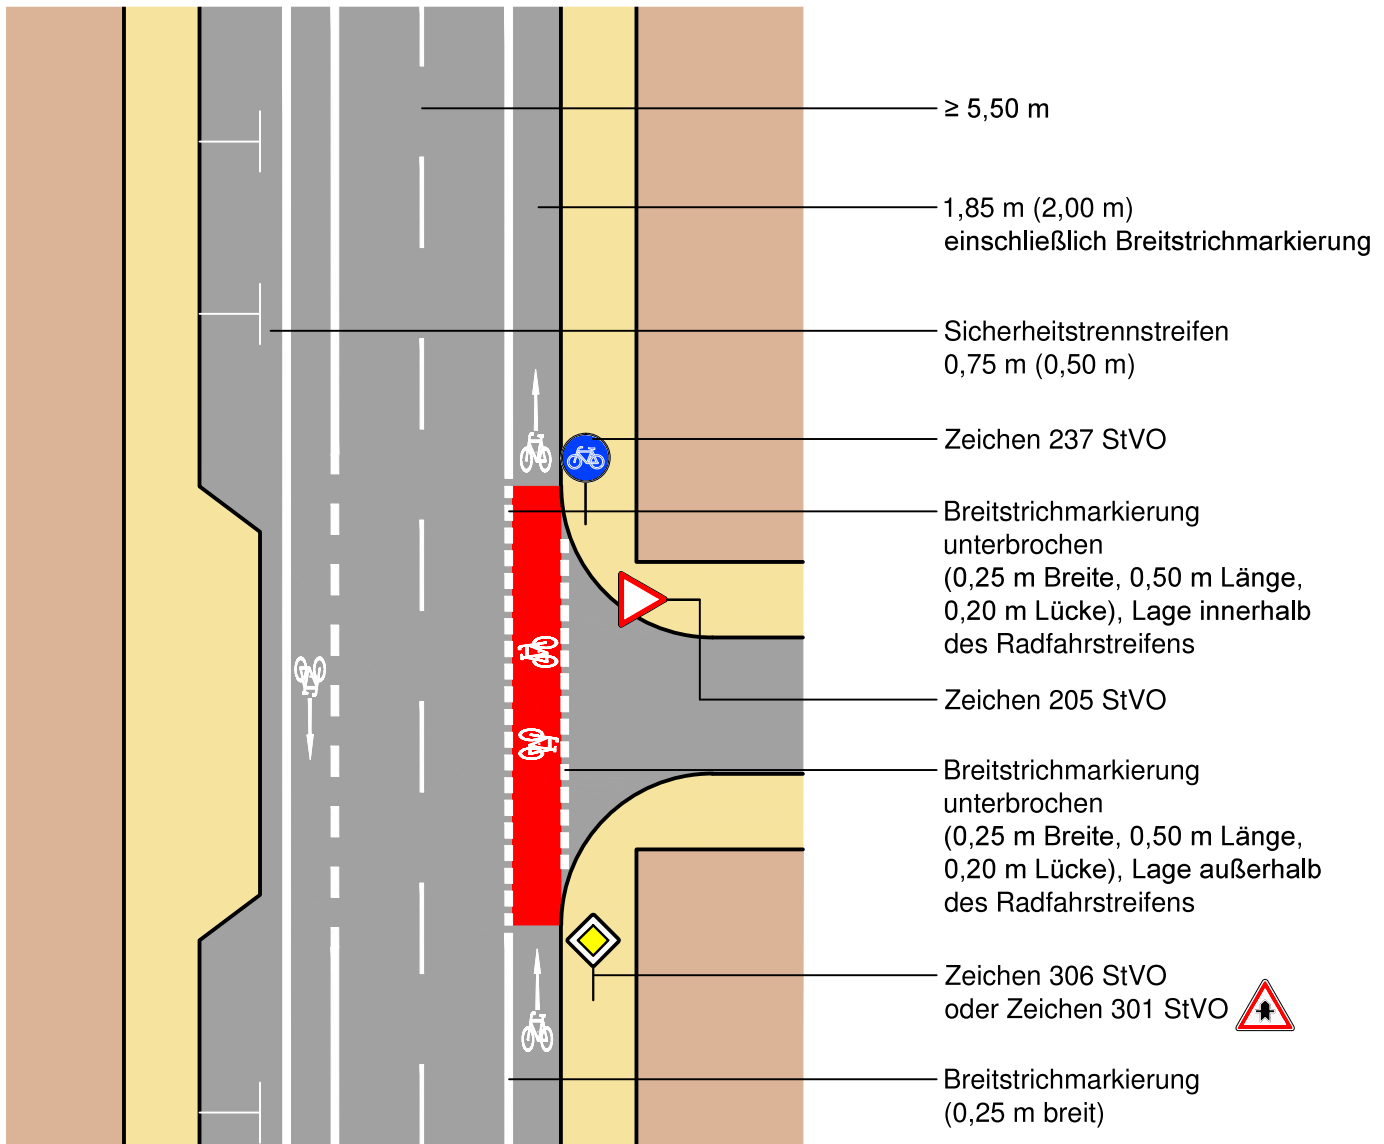 ≥ 5,50 m
1,85 m (2,00 m)
einschließlich Breitstrichmarkierung
Sicherheitstrennstreifen
0,75 m (0,50 m)
Zeichen 237 StVO
Breitstrichmarkierung
unterbrochen
(0,25 m Breite, 0,50 m Länge,
0,20 m Lücke), Lage innerhalb
des Radfahrstreifens
Zeichen 205 StVO
Breitstrichmarkierung
unterbrochen
(0,25 m Breite, 0,50 m Länge,
0,20 m Lücke), Lage außerhalb
des Radfahrstreifens
Zeichen 306 StVO
oder Zeichen 301 StVO
Breitstrichmarkierung
(0,25 m breit)